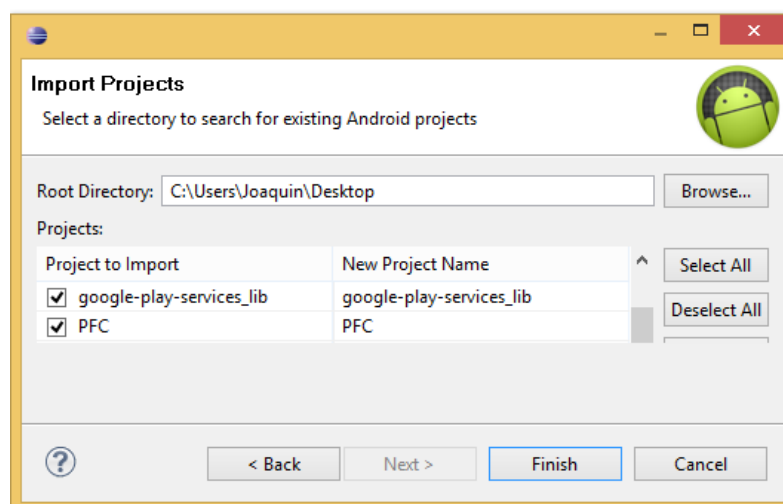 Import Projects
Select a directory to search for existing Android projects
Root Directory: C:\Users\Joaquin\Desktop Browse...
Projects:
Project to Import New Project Name Select All
google-play-services_lib google-play-services_lib
Deselect All
PFC PFC
? < Back Next > Finish Cancel